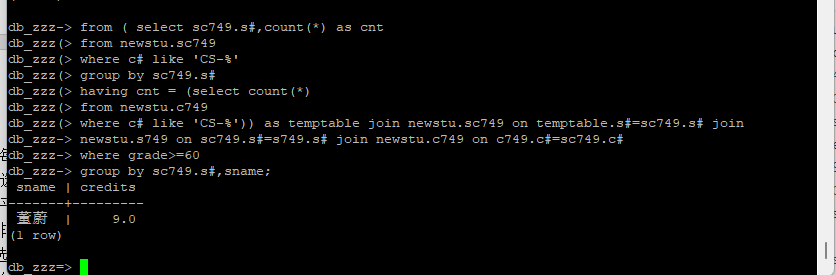 db_zzz-> from ( select sc749.s#,count(*) as cnt
db_zzz(> from newstu.sc749
db_zzz(> where c# like 'CS-%'
db_zzz(> group by sc749.s#
db_zzz(> having cnt = (select count(*)
db_zzz(> from newstu.c749
db_zzz(> where c# like 'CS-%')) as temptable join newstu.sc749 on temptable.s#=sc749.s# join
db_zzz-> newstu.s749 on sc749.s#=s749.s# join newstu.c749 on c749.c#=sc749.c#
db_zzz-> where grade>=60
db_zzz-> group by sc749.s#,sname;
sname | credits
-------+---------
董蔚 | 9.0
(1 row)
db_zzz=>